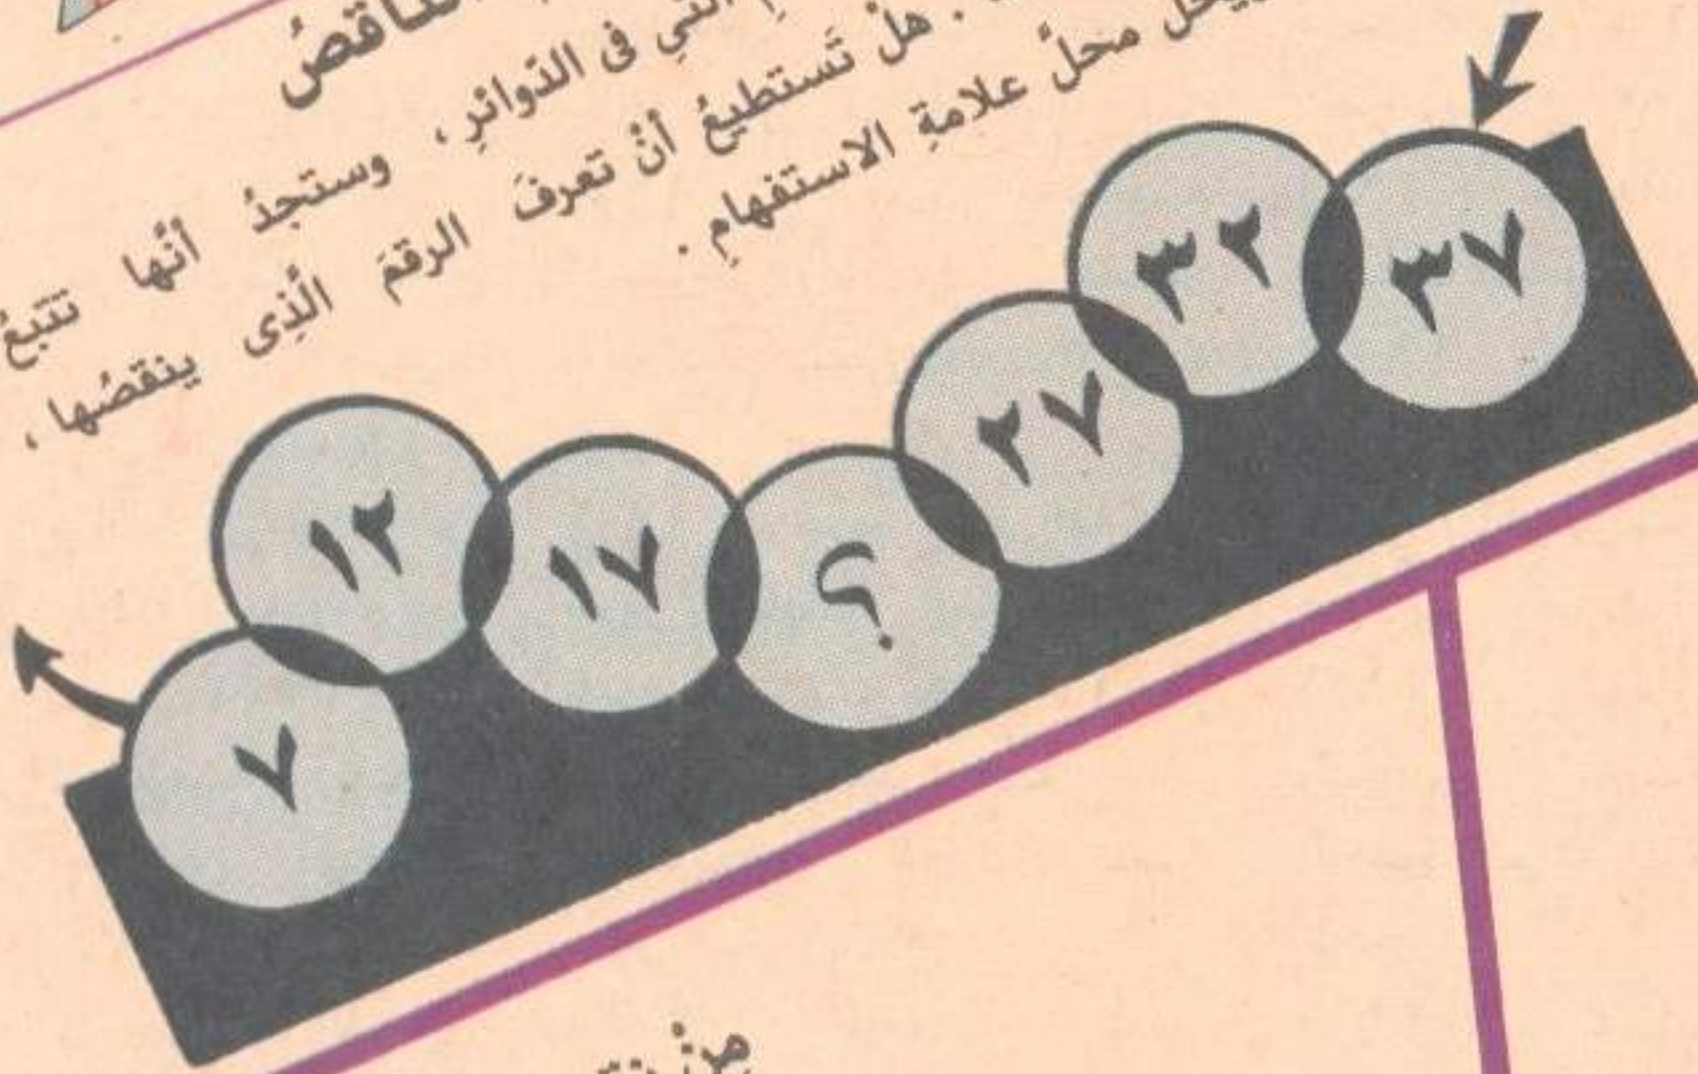 الناقصُ
التي فى الدّوائرِ، وستجدُ أنّها تتبعُ
. هلْ تَستطيعُ أنْ تعرفَ الرقمَ الّذِى ينقصُها،
محلَّ علامةِ الاستفهامِ.
٣٧
٣٢
٢٧
؟
١٧
١٢
٧
مِنْ